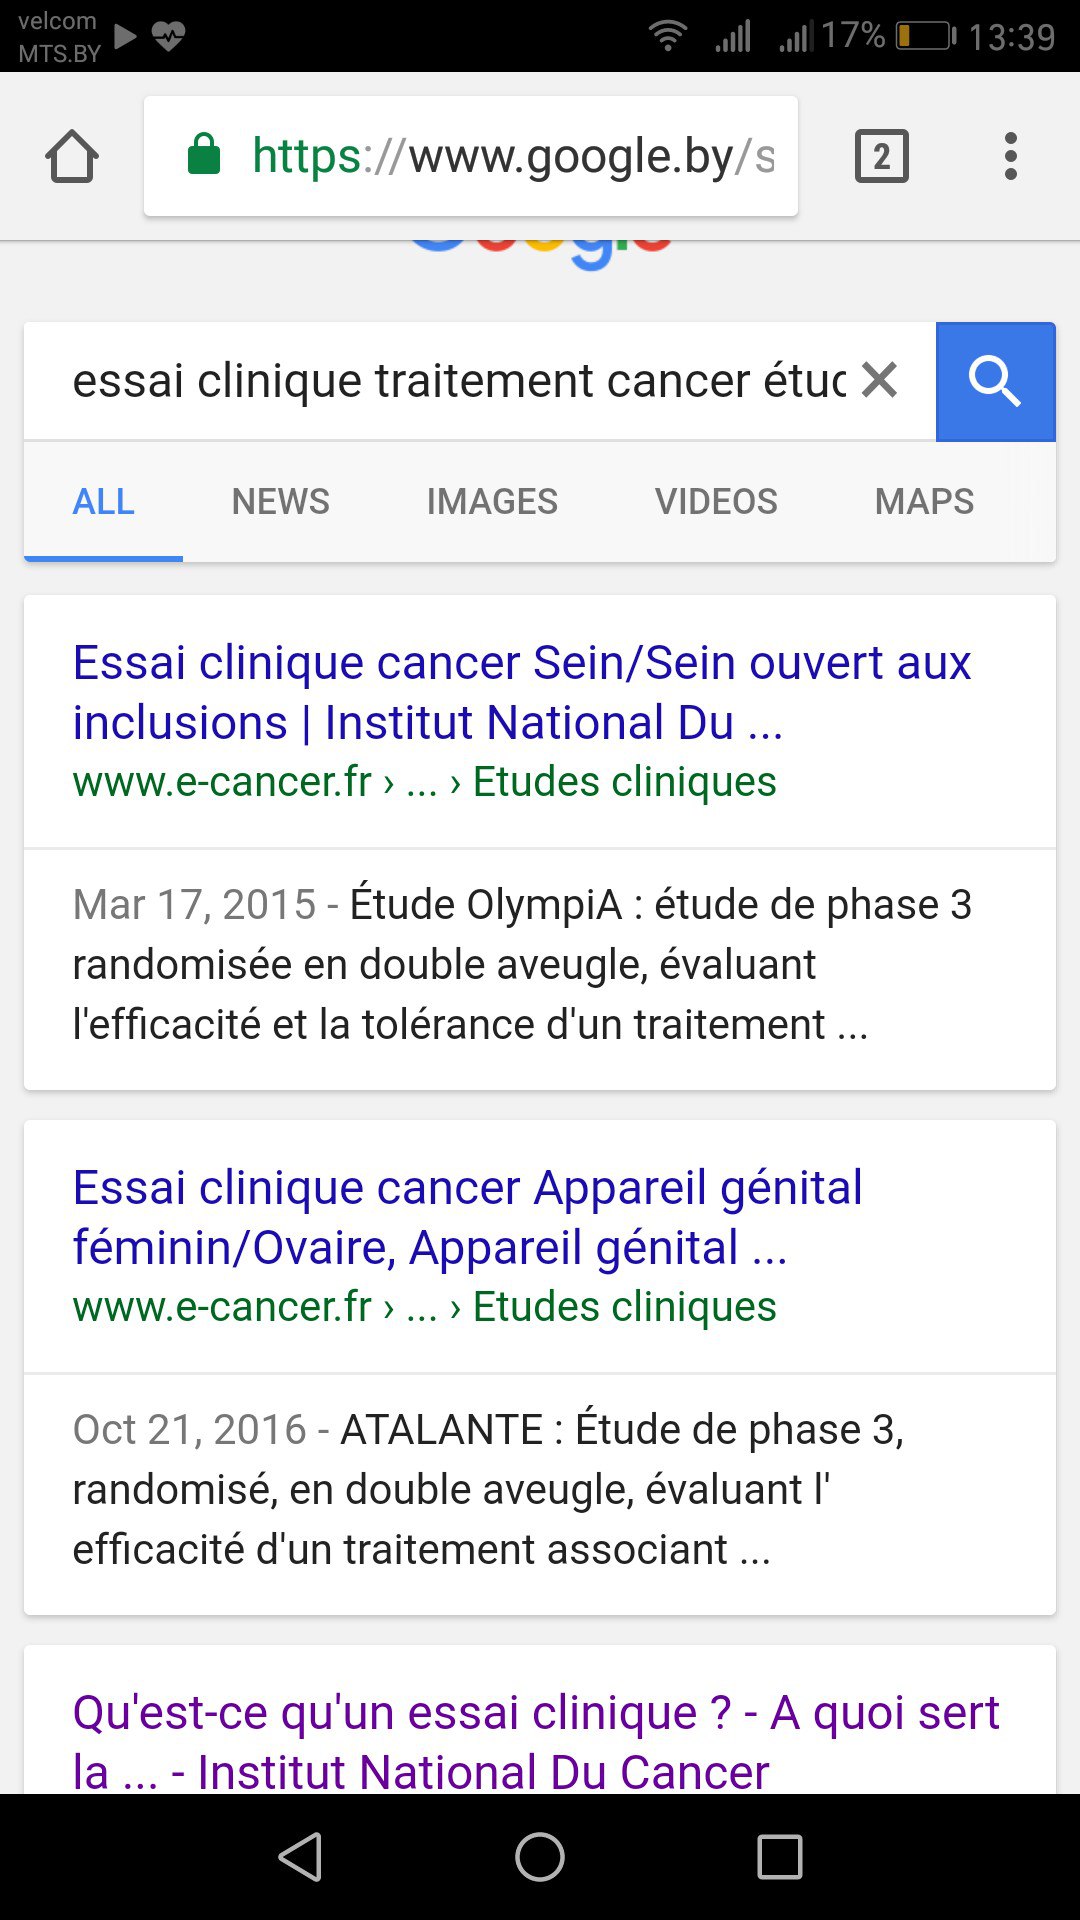 velcom
MTS.BY
17%
13:39
https://www.google.by/s
2
essai clinique traitement cancer étud
ALL NEWS IMAGES VIDEOS MAPS
Essai clinique cancer Sein/Sein ouvert aux
inclusions | Institut National Du ...
www.e-cancer.fr › ... › Etudes cliniques
Mar 17, 2015 - Étude OlympiA : étude de phase 3
randomisée en double aveugle, évaluant
l'efficacité et la tolérance d'un traitement ...
Essai clinique cancer Appareil génital
féminin/Ovaire, Appareil génital ...
www.e-cancer.fr › ... › Etudes cliniques
Oct 21, 2016 - ATALANTE : Étude de phase 3,
randomisé, en double aveugle, évaluant l'
efficacité d'un traitement associant ...
Qu'est-ce qu'un essai clinique ? - A quoi sert
la ... - Institut National Du Cancer